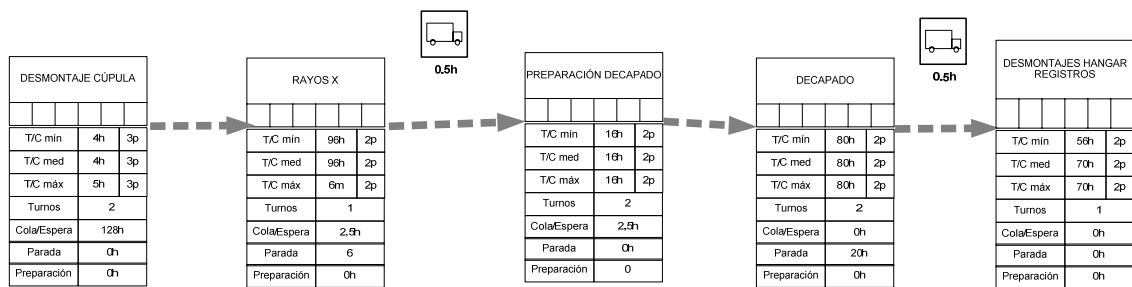 0.5h
0.5h
DESMONTAJE CÚPULA
T/C mín 4h 3p
T/C med 4h 3p
T/C máx 5h 3p
Turnos 2
Cola/Espera 128h
Parada 0h
Preparación 0h
RAYOS X
T/C mín 96h 2p
T/C med 96h 2p
T/C máx 6m 2p
Turnos 1
Cola/Espera 2,5h
Parada 6
Preparación 0h
PREPARACIÓN DECAPADO
T/C mín 16h 2p
T/C med 16h 2p
T/C máx 16h 2p
Turnos 2
Cola/Espera 2,5h
Parada 0h
Preparación 0
DECAPADO
T/C mín 80h 2p
T/C med 80h 2p
T/C máx 80h 2p
Turnos 2
Cola/Espera 0h
Parada 20h
Preparación 0h
DESMONTAJES HANGAR
REGISTROS
T/C mín 56h 2p
T/C med 70h 2p
T/C máx 70h 2p
Turnos 1
Cola/Espera 0h
Parada 0h
Preparación 0h